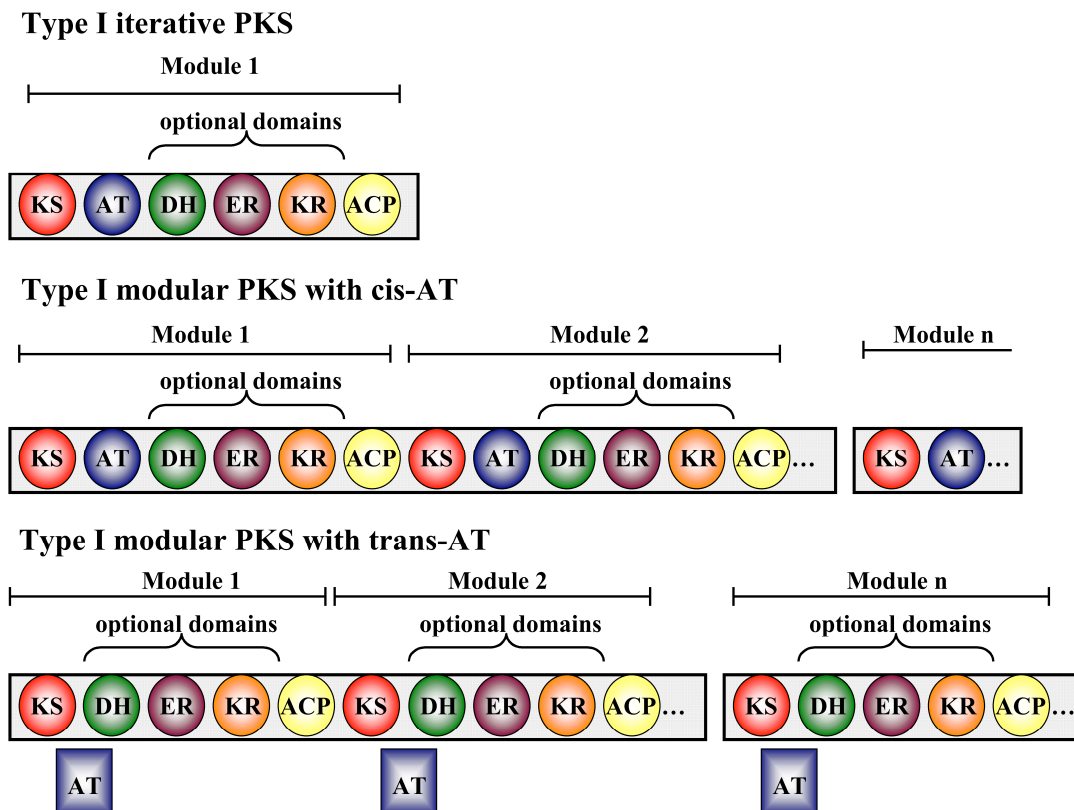 Type I iterative PKS
Module 1
optional domains
KS AT DH ER KR ACP
Type I modular PKS with cis-AT
Module 1 Module 2 Module n
optional domains optional domains
KS AT DH ER KR ACP KS AT DH ER KR ACP... KS AT...
Type I modular PKS with trans-AT
Module 1 Module 2 Module n
optional domains optional domains optional domains
KS DH ER KR ACP KS DH ER KR ACP... KS DH ER KR ACP...
AT AT AT